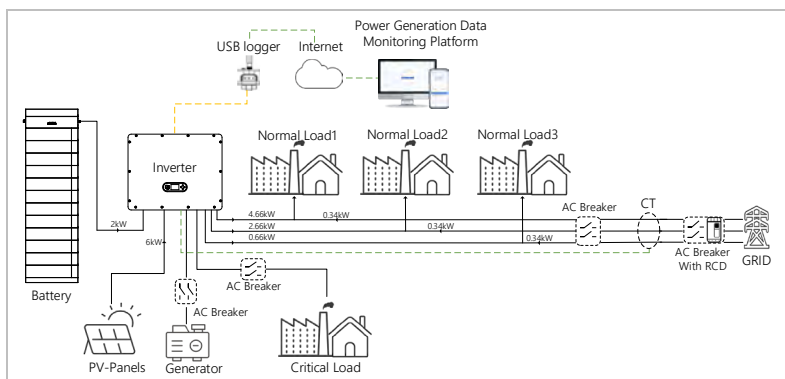 Power Generation Data
Monitoring Platform
USB logger
Internet
Normal Load1
Normal Load2
Normal Load3
Inverter
4.66kW
0.34kW
2.66kW
0.34kW
0.66kW
0.34kW
AC Breaker
CT
2kW
6kW
AC Breaker
With RCD
GRID
Battery
AC Breaker
AC Breaker
PV-Panels
Generator
Critical Load